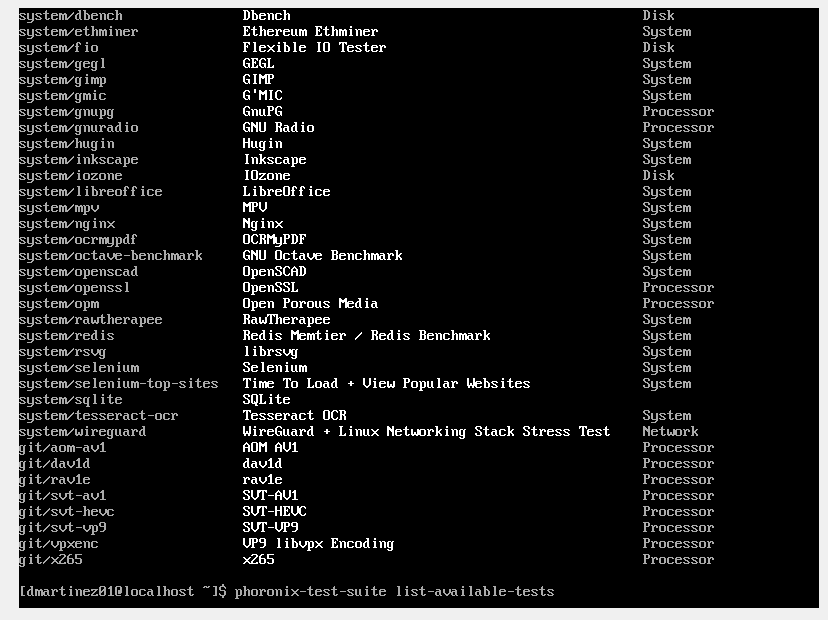 system/dbench Dbench Disk
system/ethminer Ethereum Ethminer System
system/fio Flexible IO Tester Disk
system/gegl GEGL System
system/gimp GIMP System
system/gmic G'MIC System
system/gnupg GnuPG Processor
system/gnuradio GNU Radio Processor
system/hugin Hugin System
system/inkscape Inkscape System
system/iozone IOzone Disk
system/libreoffice LibreOffice System
system/mpv MPV System
system/nginx Nginx System
system/ocrmypdf OCRMyPDF System
system/octave-benchmark GNU Octave Benchmark System
system/openscad OpenSCAD System
system/openssl OpenSSL Processor
system/opm Open Porous Media Processor
system/rawtherapee RawTherapee System
system/redis Redis Memtier / Redis Benchmark System
system/rsvg librsvg System
system/selenium Selenium System
system/selenium-top-sites Time To Load + View Popular Websites System
system/sqlite SQLite
system/tesseract-ocr Tesseract OCR System
system/wireguard WireGuard + Linux Networking Stack Stress Test Network
git/aom-av1 AOM AV1 Processor
git/dav1d dav1d Processor
git/rav1e rav1e Processor
git/svt-av1 SVT-AV1 Processor
git/svt-hevc SVT-HEVC Processor
git/svt-vp9 SVT-VP9 Processor
git/vpxenc VP9 libvpx Encoding Processor
git/x265 x265 Processor
[dmartinez01@localhost ~]$ phoronix-test-suite list-available-tests